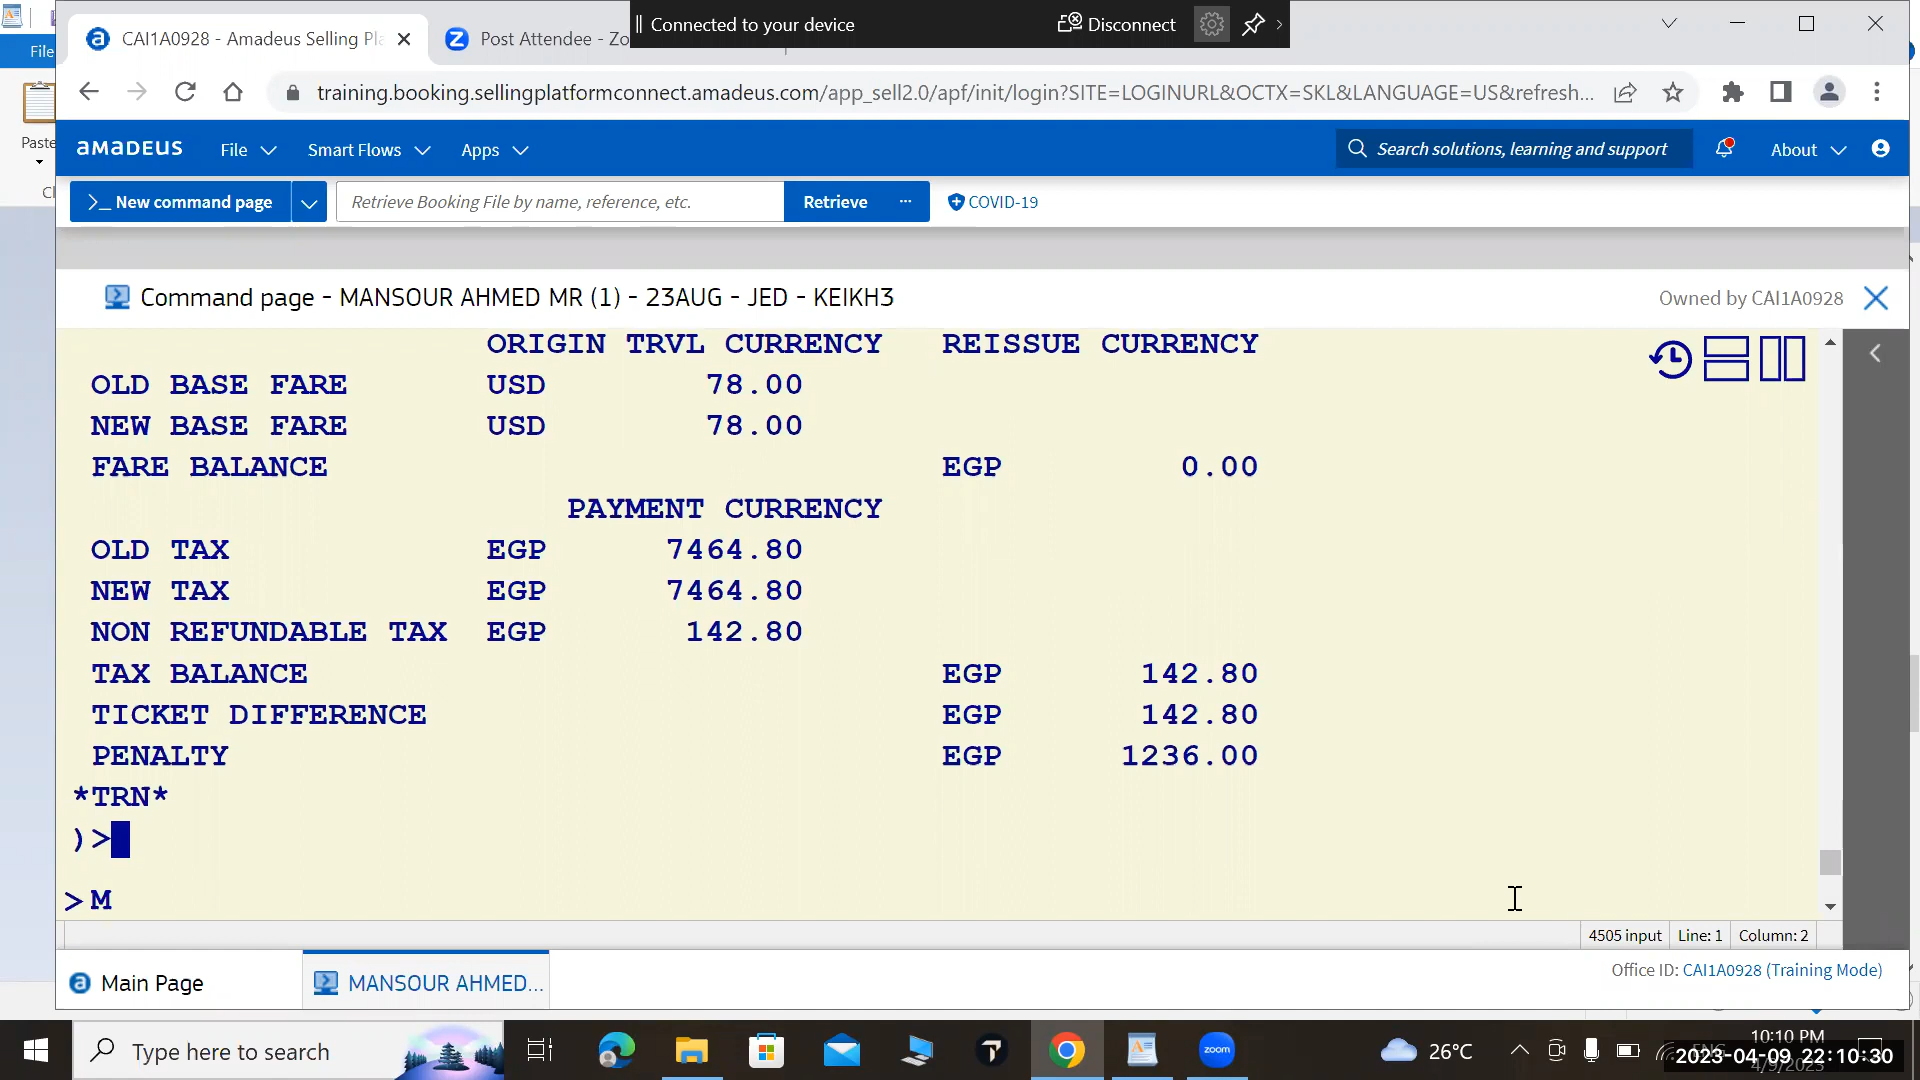 Connected to your device
Disconnect
CAI1A0928 - Amadeus Selling Pl
Post Attendee - Zo
File
training.booking.sellingplatformconnect.amadeus.com/app_sell2.0/apf/init/login?SITE=LOGINURL&OCTX=SKL&LANGUAGE=US&refresh...
Paste
amadeus
File
Smart Flows
Apps
Search solutions, learning and support
About
>_ New command page
Retrieve Booking File by name, reference, etc.
Retrieve
...
COVID-19
Command page - MANSOUR AHMED MR (1) - 23AUG - JED - KEIKH3
Owned by CAI1A0928
ORIGIN TRVL CURRENCY REISSUE CURRENCY
OLD BASE FARE USD 78.00
NEW BASE FARE USD 78.00
FARE BALANCE EGP 0.00
PAYMENT CURRENCY
OLD TAX EGP 7464.80
NEW TAX EGP 7464.80
NON REFUNDABLE TAX EGP 142.80
TAX BALANCE EGP 142.80
TICKET DIFFERENCE EGP 142.80
PENALTY EGP 1236.00
*TRN*
)>
>M
4505 input Line: 1 Column: 2
Main Page
MANSOUR AHMED...
Office ID: CAI1A0928 (Training Mode)
Type here to search
zoom
26°C
10:10 PM
2023-04-09 22:10:30
4/9/2023